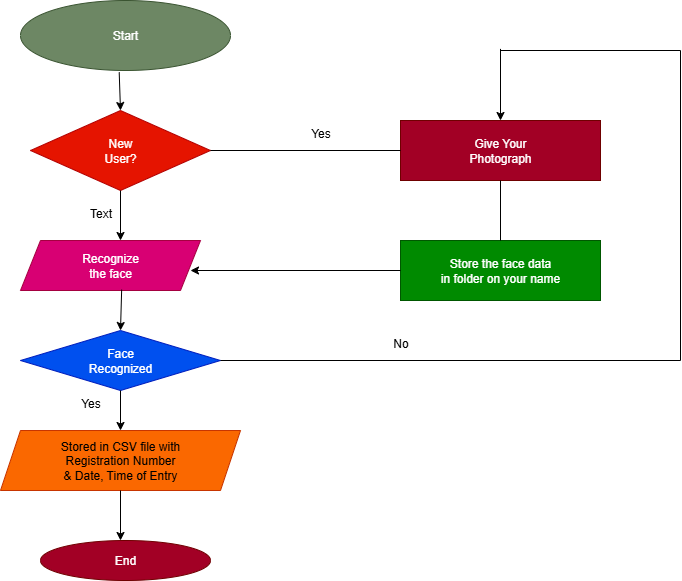 Start
New
User?
Yes
Give Your
Photograph
Text
Recognize
the face
Store the face data
in folder on your name
Face
Recognized
No
Yes
Stored in CSV file with
Registration Number
& Date, Time of Entry
End